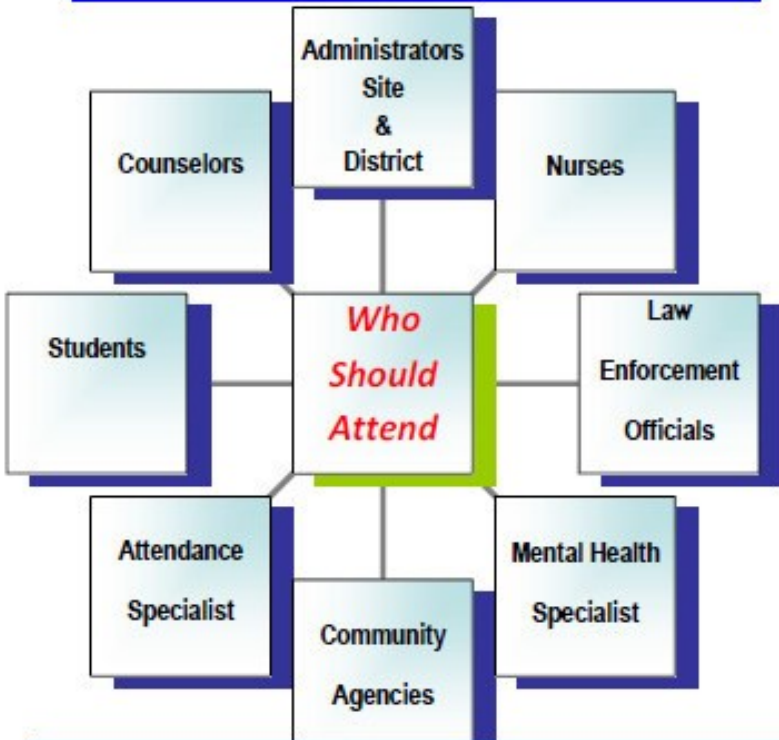 Administrators
Site
&
District
Counselors
Nurses
Who
Should
Attend
Students
Law
Enforcement
Officials
Attendance
Specialist
Mental Health
Specialist
Community
Agencies